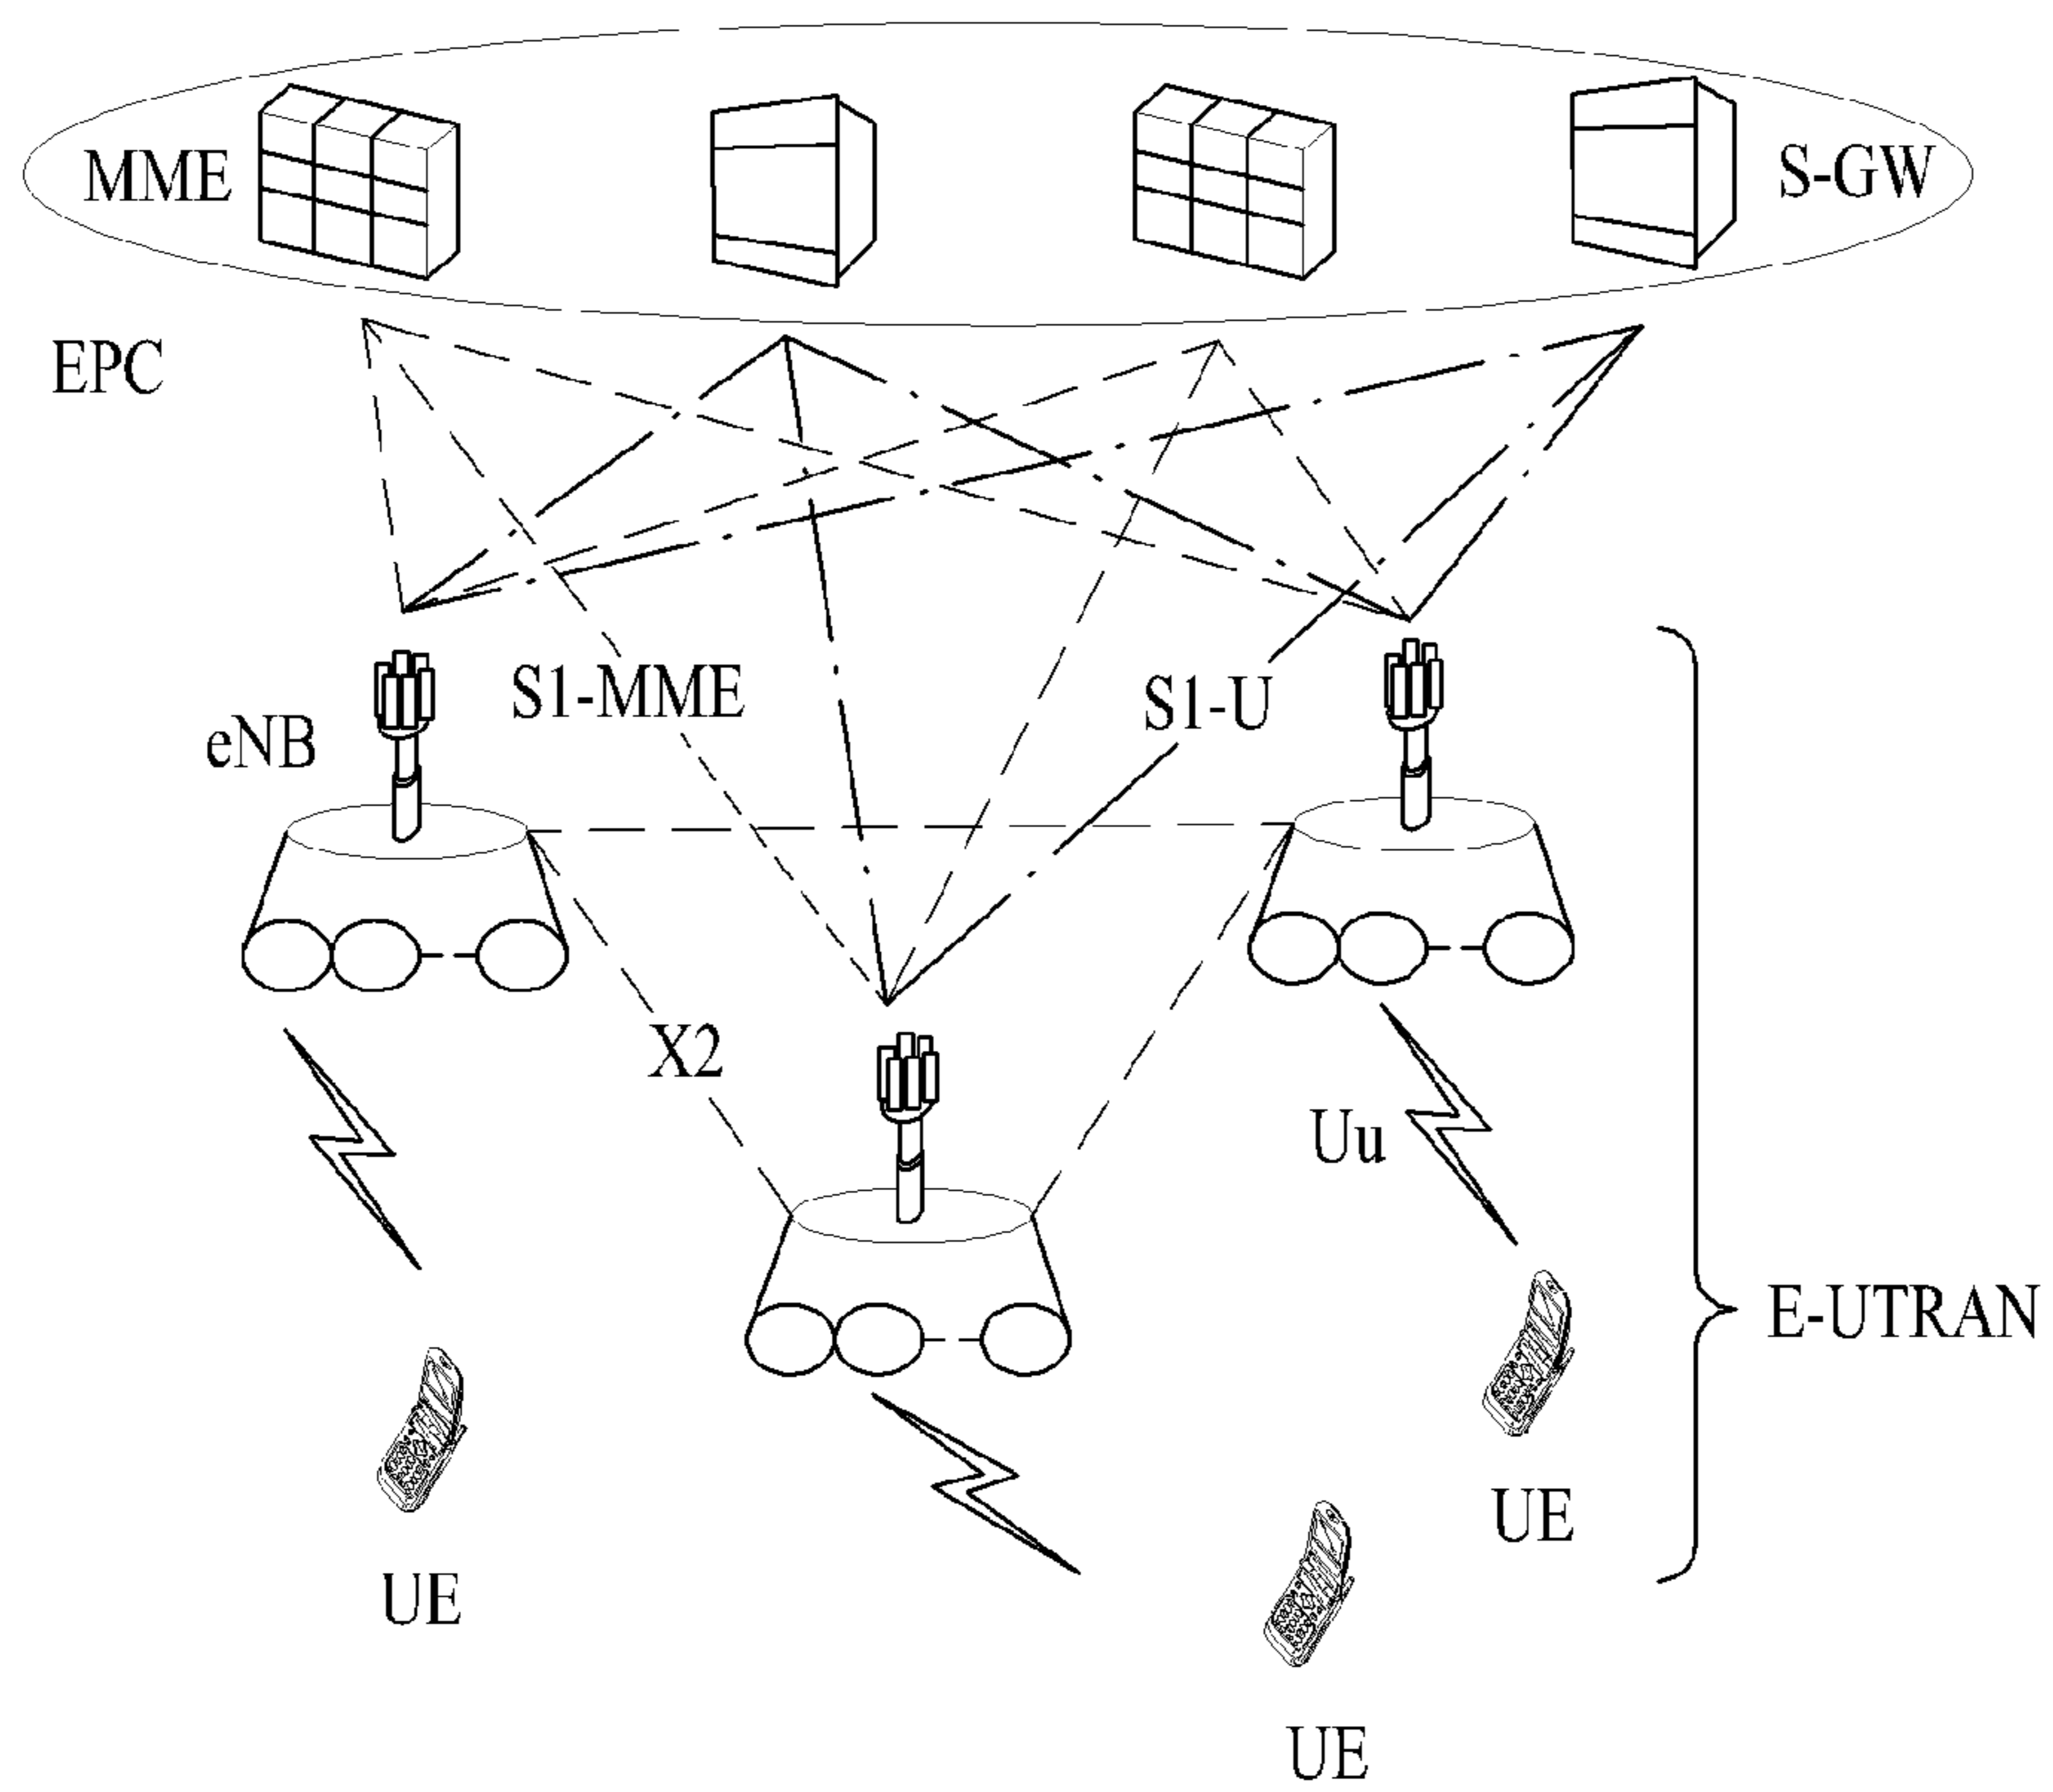 MME
S-GW
EPC
S1-MME
S1-U
eNB
X2
Uu
E-UTRAN
UE
UE
UE